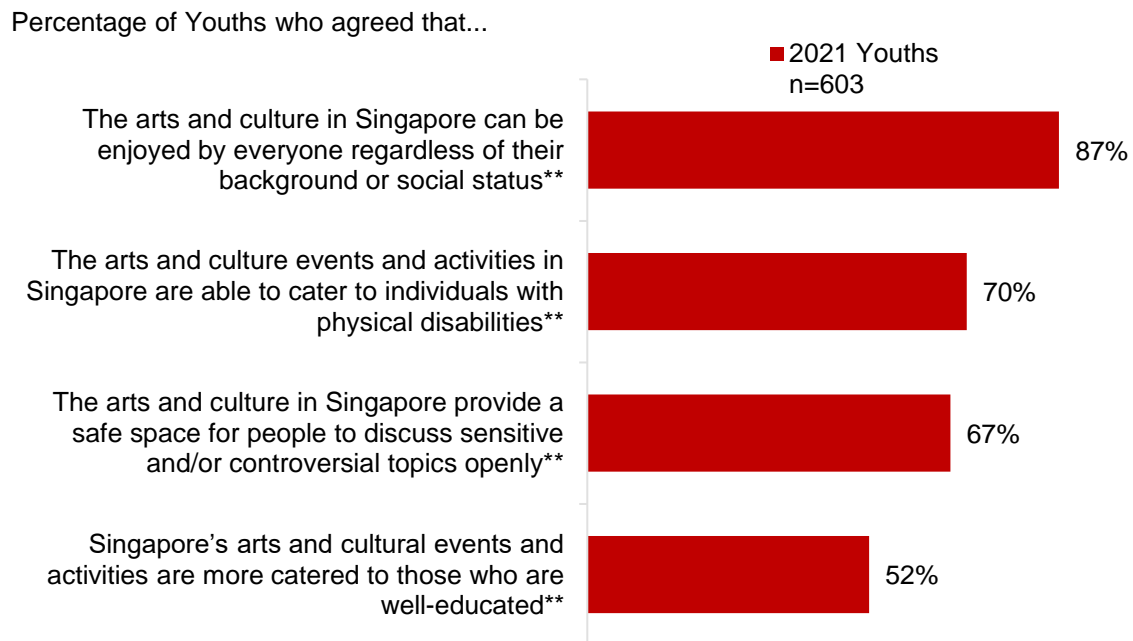 Percentage of Youths who agreed that...
2021 Youths
n=603
The arts and culture in Singapore can be
enjoyed by everyone regardless of their
background or social status**
87%
The arts and culture events and activities in
Singapore are able to cater to individuals with
physical disabilities**
70%
The arts and culture in Singapore provide a
safe space for people to discuss sensitive
and/or controversial topics openly**
67%
Singapore’s arts and cultural events and
activities are more catered to those who are
well-educated**
52%